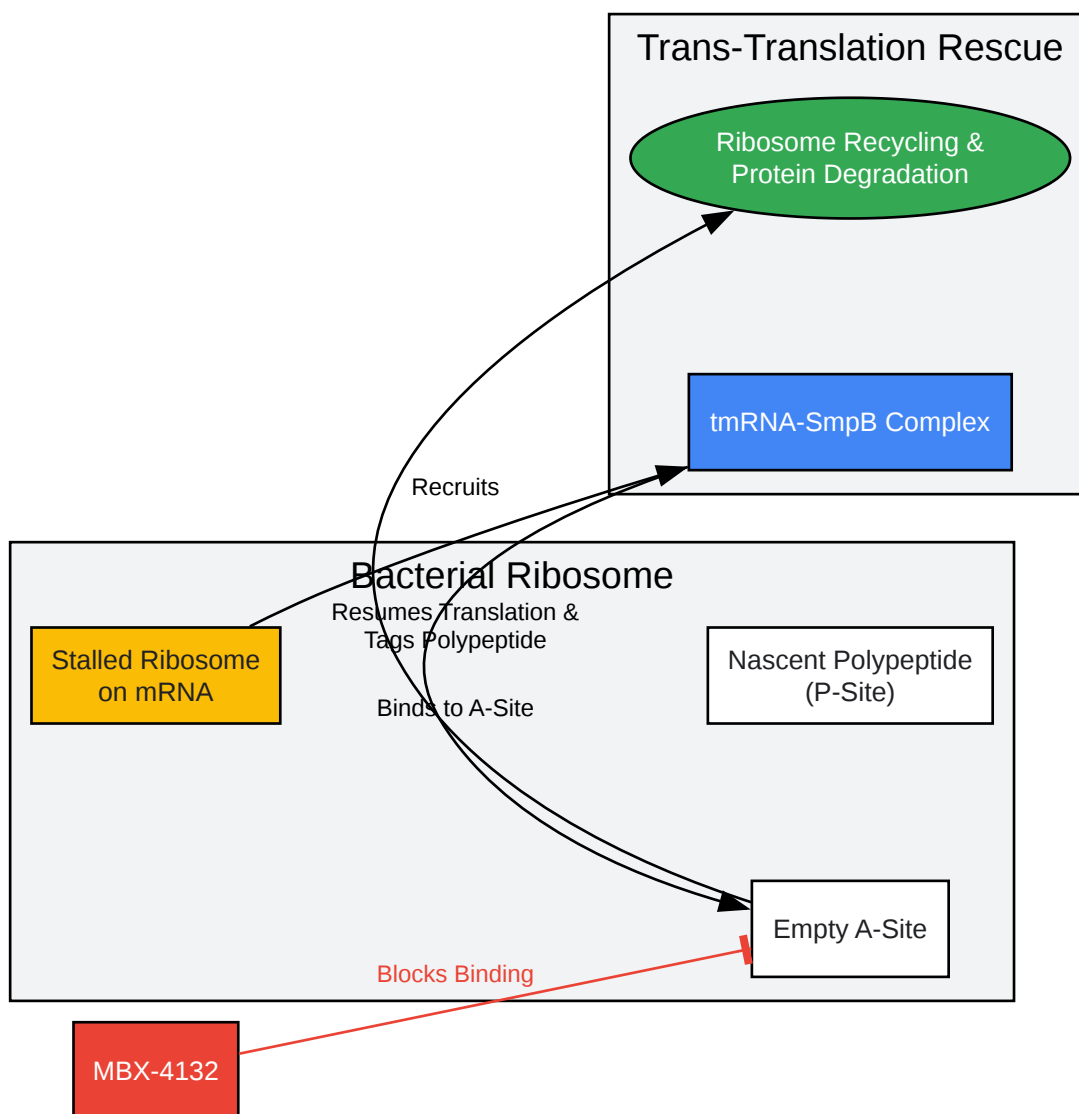 Trans-Translation Rescue
Ribosome Recycling &
Protein Degradation
tmRNA-SmpB Complex
Recruits
Bacterial Ribosome
Resumes Translation &
Tags Polypeptide
Stalled Ribosome
on mRNA
Nascent Polypeptide
(P-Site)
Binds to A-Site
Empty A-Site
Blocks Binding
MBX-4132